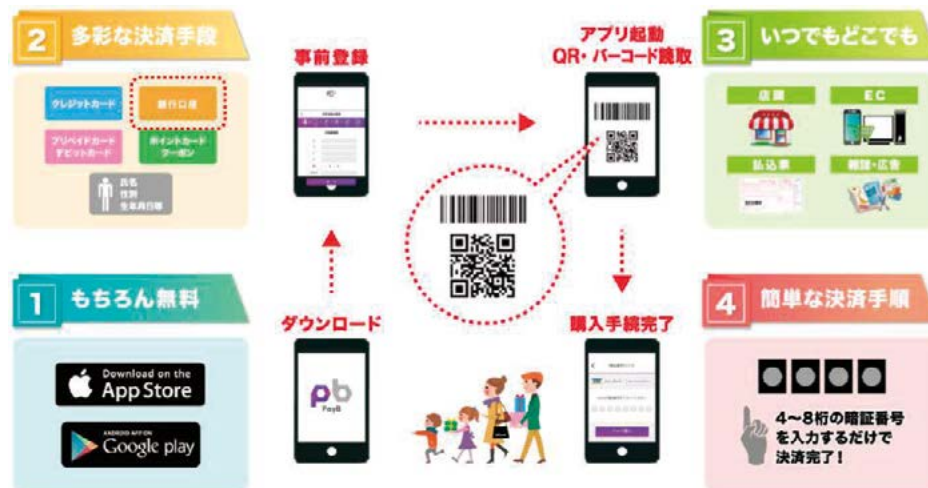 2 多彩な決済手段
クレジットカード
銀行口座
プリペイドカード
デビットカード
ポイントカード
クーポン
氏名
性別
生年月日等
事前登録
アプリ起動
QR・バーコード読取
3 いつでもどこでも
店頭
EC
払込票
雑誌・広告
1 もちろん無料
Download on the
App Store
ANDROID APP ON
Google play
ダウンロード
pb
PayB
購入手続完了
4 簡単な決済手順
4〜8桁の暗証番号
を入力するだけで
決済完了！